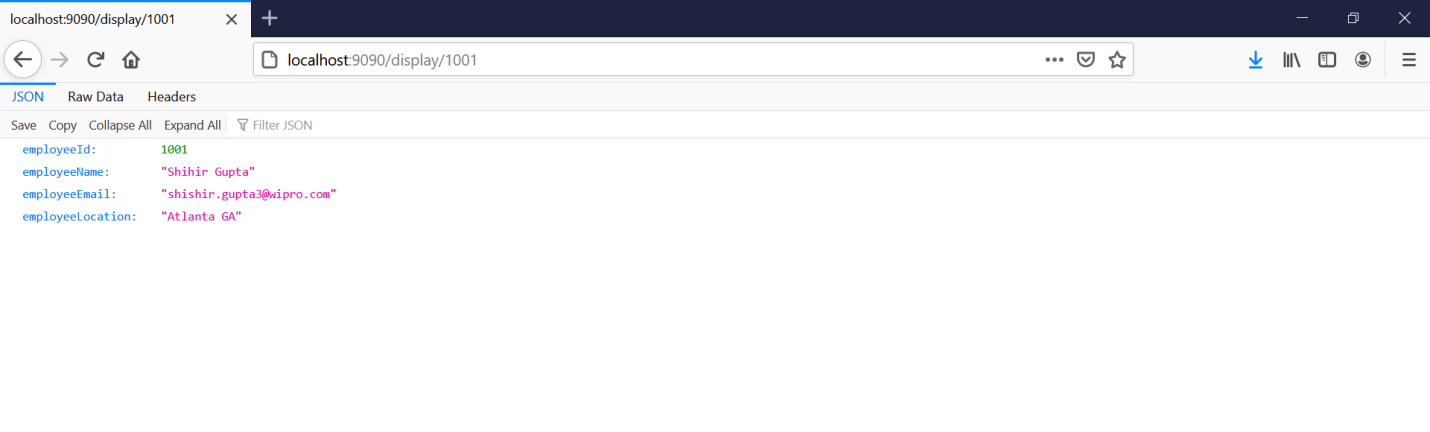 localhost:9090/display/1001
localhost:9090/display/1001
JSON Raw Data Headers
Save Copy Collapse All Expand All Filter JSON
employeeId: 1001
employeeName: "Shihir Gupta"
employeeEmail: "shishir.gupta3@wipro.com"
employeeLocation: "Atlanta GA"